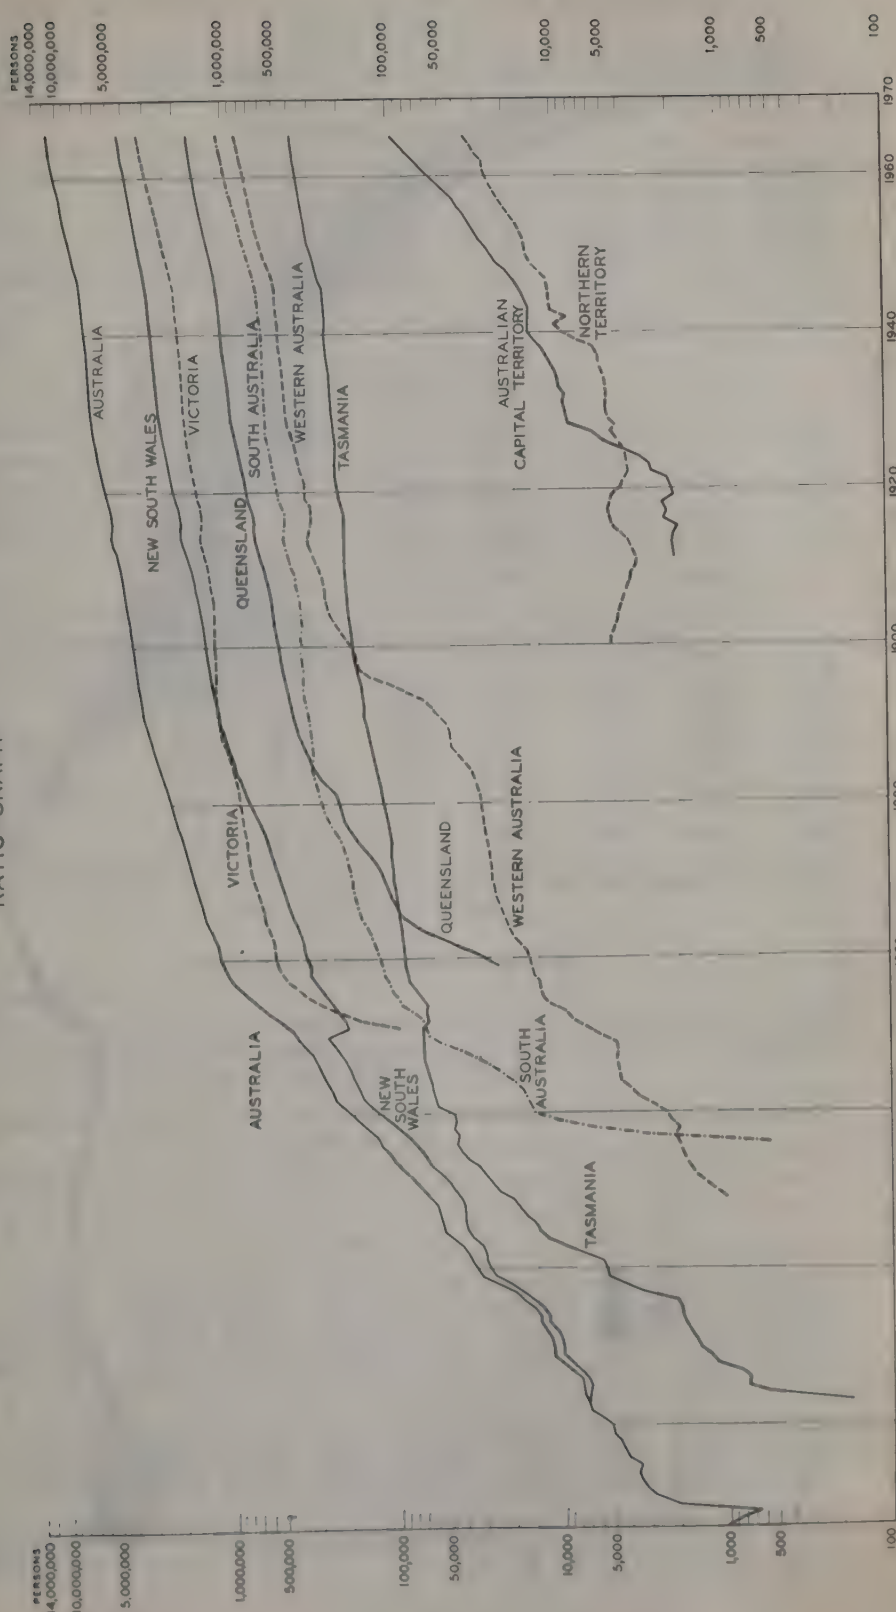 PERSONS
14,000,000
10,000,000
5,000,000
1,000,000
500,000
100,000
50,000
10,000
5,000
1,000
500
100
AUSTRALIA
NEW SOUTH WALES
VICTORIA
QUEENSLAND
SOUTH AUSTRALIA
WESTERN AUSTRALIA
TASMANIA
AUSTRALIAN
CAPITAL TERRITORY
NORTHERN
TERRITORY
VICTORIA
AUSTRALIA
NEW
SOUTH
WALES
QUEENSLAND
WESTERN AUSTRALIA
SOUTH
AUSTRALIA
TASMANIA
1970
1960
1940
1920
PERSONS
14,000,000
10,000,000
5,000,000
1,000,000
500,000
100,000
50,000
10,000
5,000
1,000
500
100